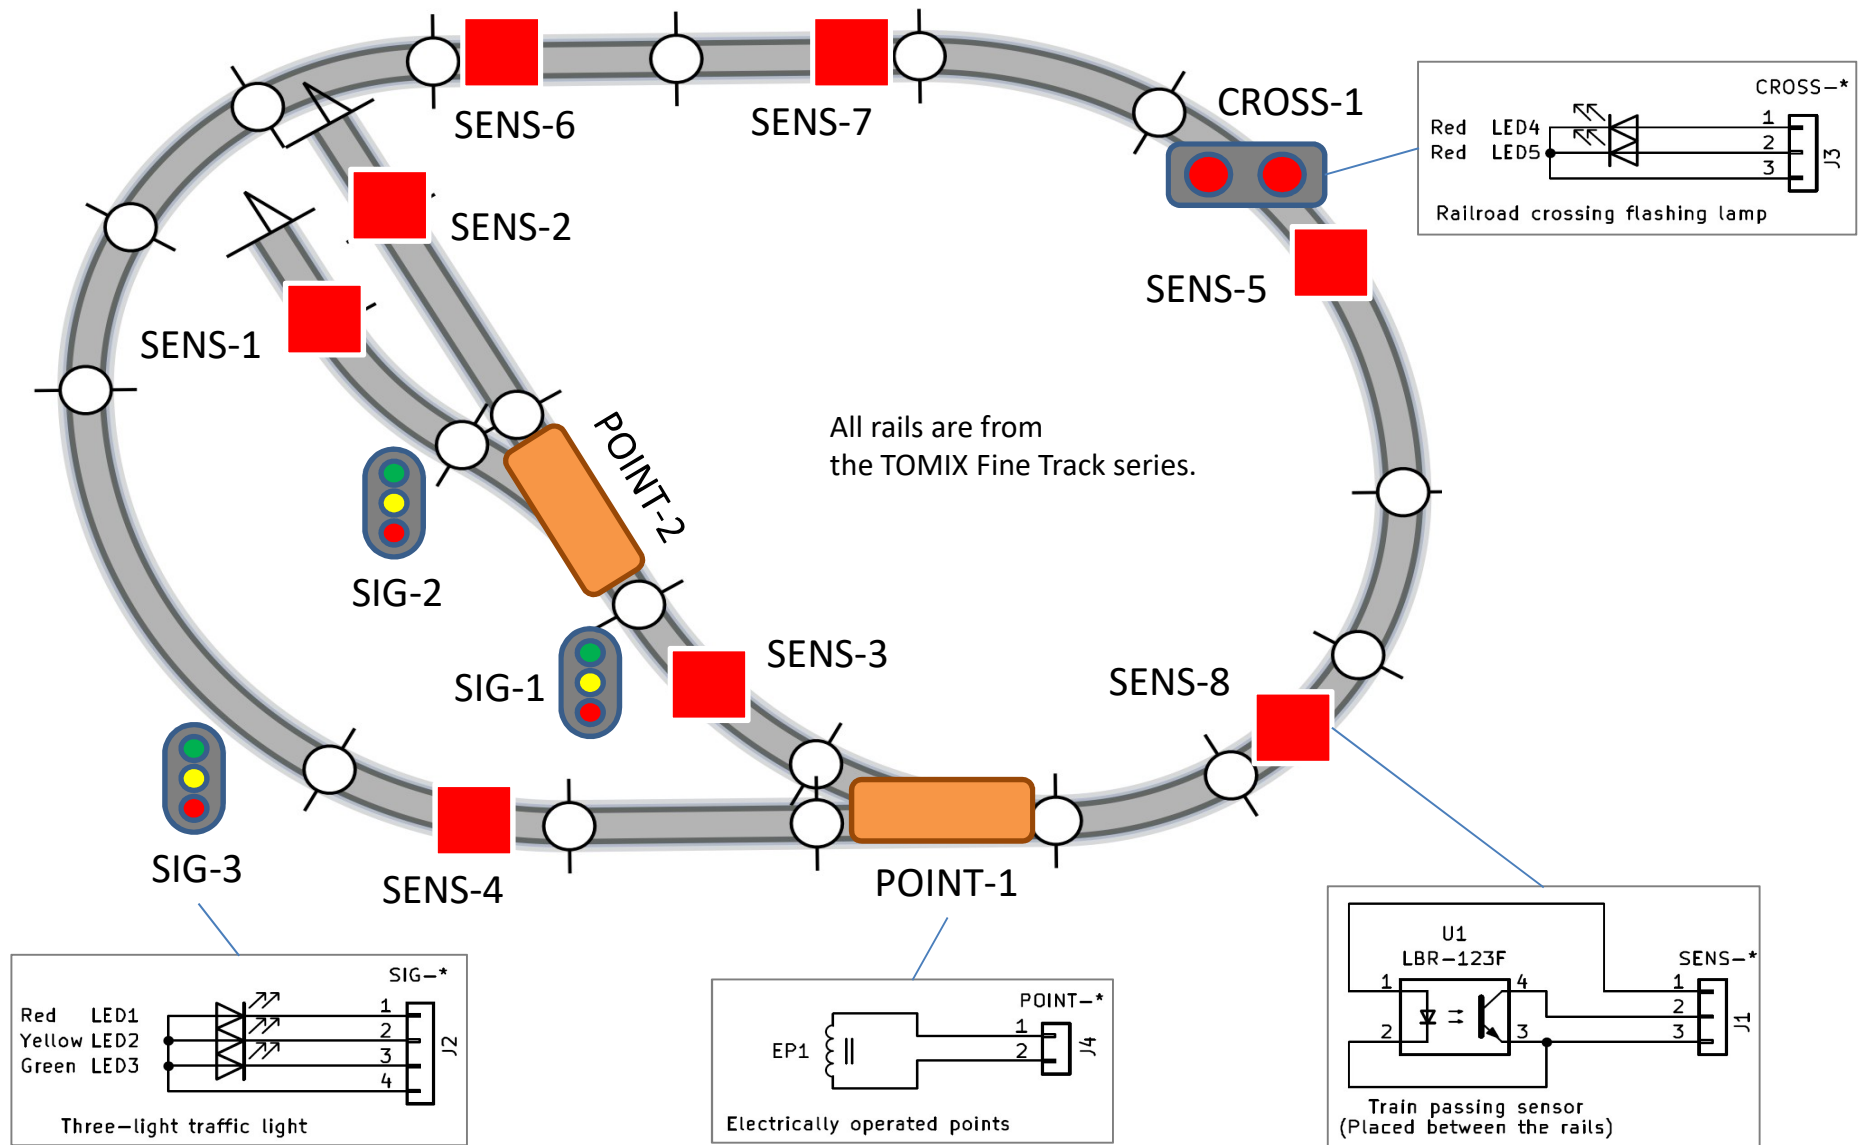 SENS-6
SENS-7
CROSS-1
SENS-2
SENS-1
SENS-5
All rails are from
the TOMIX Fine Track series.
POINT-2
SIG-2
SENS-3
SIG-1
SENS-8
SIG-3
SENS-4
POINT-1
CROSS-*
Red LED4 1
Red LED5 2
3
J3
Railroad crossing flashing lamp
SIG-*
Red LED1 1
Yellow LED2 2
Green LED3 3
4
J2
Three-light traffic light
POINT-*
1
EP1 2
J4
Electrically operated points
U1
LBR-123F SENS-*
1 4 1
2
2 3 3
J1
Train passing sensor
(Placed between the rails)